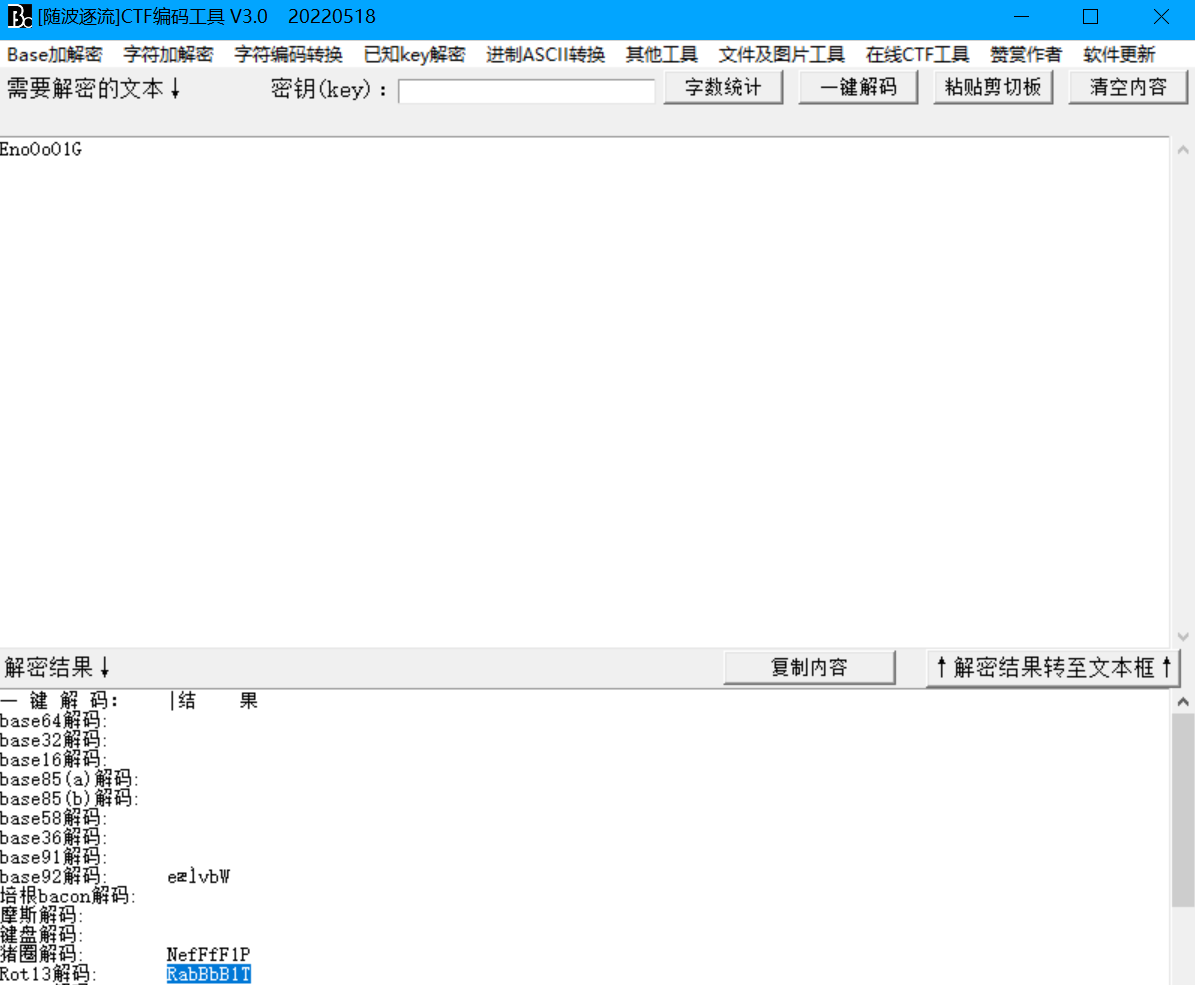 [随波逐流]CTF编码工具 V3.0 20220518
Base加解密 字符加解密 字符编码转换 已知key解密 进制ASCII转换 其他工具 文件及图片工具 在线CTF工具 赞赏作者 软件更新
需要解密的文本↓ 密钥(key)： 字数统计 一键解码 粘贴剪切板 清空内容
EnoOoO1G
解密结果↓ 复制内容 ↑解密结果转至文本框↑
一 键 解 码: |结 果
base64解码:
base32解码:
base16解码:
base85(a)解码:
base85(b)解码:
base58解码:
base36解码:
base91解码:
base92解码: eƶÌvbW
培根bacon解码:
摩斯解码:
键盘解码:
猪圈解码: NefFfF1P
Rot13解码: RabBbB1T